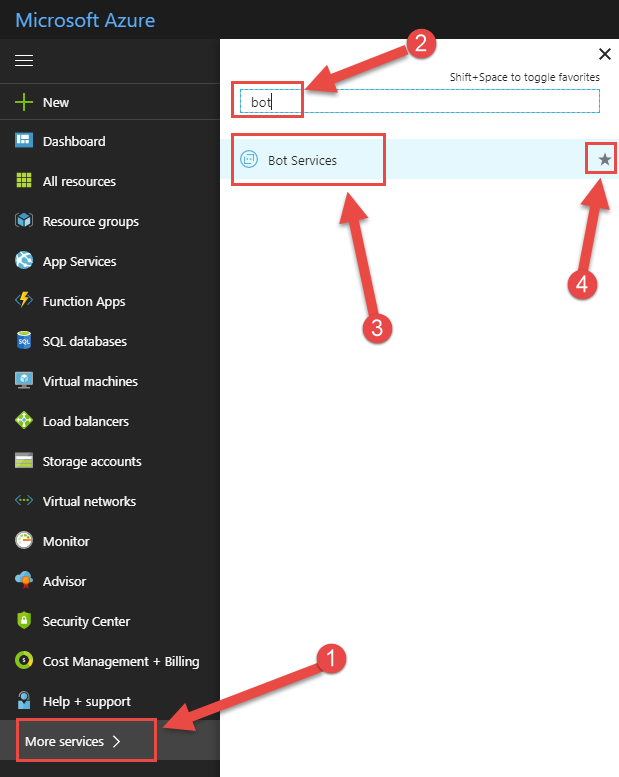 Microsoft Azure
2
Shift+Space to toggle favorites
New
bot
Dashboard
Bot Services
All resources
Resource groups
App Services
4
Function Apps
3
SQL databases
SQL
Virtual machines
Load balancers
Storage accounts
Virtual networks
Monitor
Advisor
Security Center
Cost Management + Billing
1
Help + support
More services